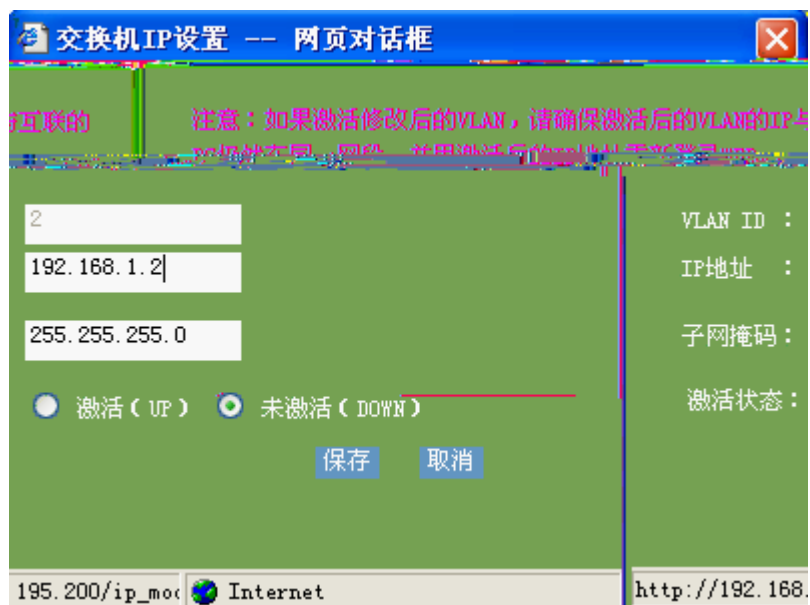 交换机IP设置 -- 网页对话框
互联的
注意：如果激活修改后的VLAN，请确保激活后的VLAN的IP与
2
VLAN ID ：
192.168.1.2
IP地址 ：
255.255.255.0
子网掩码：
激活（UP） 未激活（DOWN）
激活状态：
保存 取消
195.200/ip_mo Internet http://192.168.